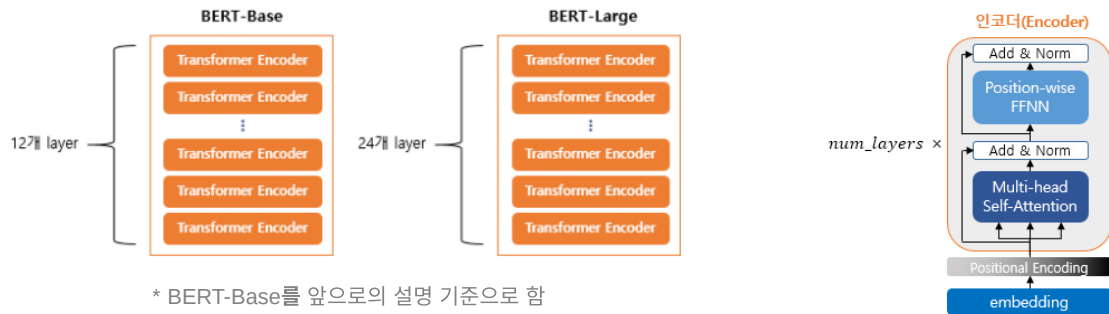 BERT-Base
Transformer Encoder
Transformer Encoder
⋮
Transformer Encoder
Transformer Encoder
Transformer Encoder
12개 layer
BERT-Large
Transformer Encoder
Transformer Encoder
⋮
Transformer Encoder
Transformer Encoder
Transformer Encoder
24개 layer
* BERT-Base를 앞으로의 설명 기준으로 함
인코더(Encoder)
Add & Norm
Position-wise
FFNN
num_layers ×
Add & Norm
Multi-head
Self-Attention
Positional Encoding
embedding